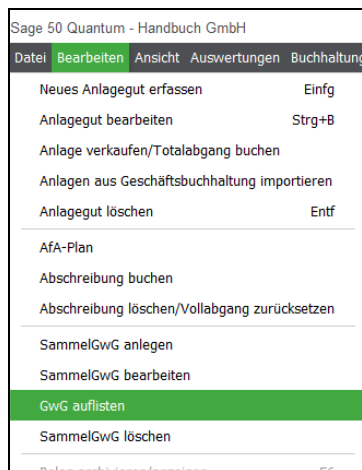 Sage 50 Quantum - Handbuch GmbH
Datei Bearbeiten Ansicht Auswertungen Buchhaltung
Neues Anlagegut erfassen Einfg
Anlagegut bearbeiten Strg+B
Anlage verkaufen/Totalabgang buchen
Anlagen aus Geschäftsbuchhaltung importieren
Anlagegut löschen Entf
AfA-Plan
Abschreibung buchen
Abschreibung löschen/Vollabgang zurücksetzen
SammelGwG anlegen
SammelGwG bearbeiten
GwG auflisten
SammelGwG löschen